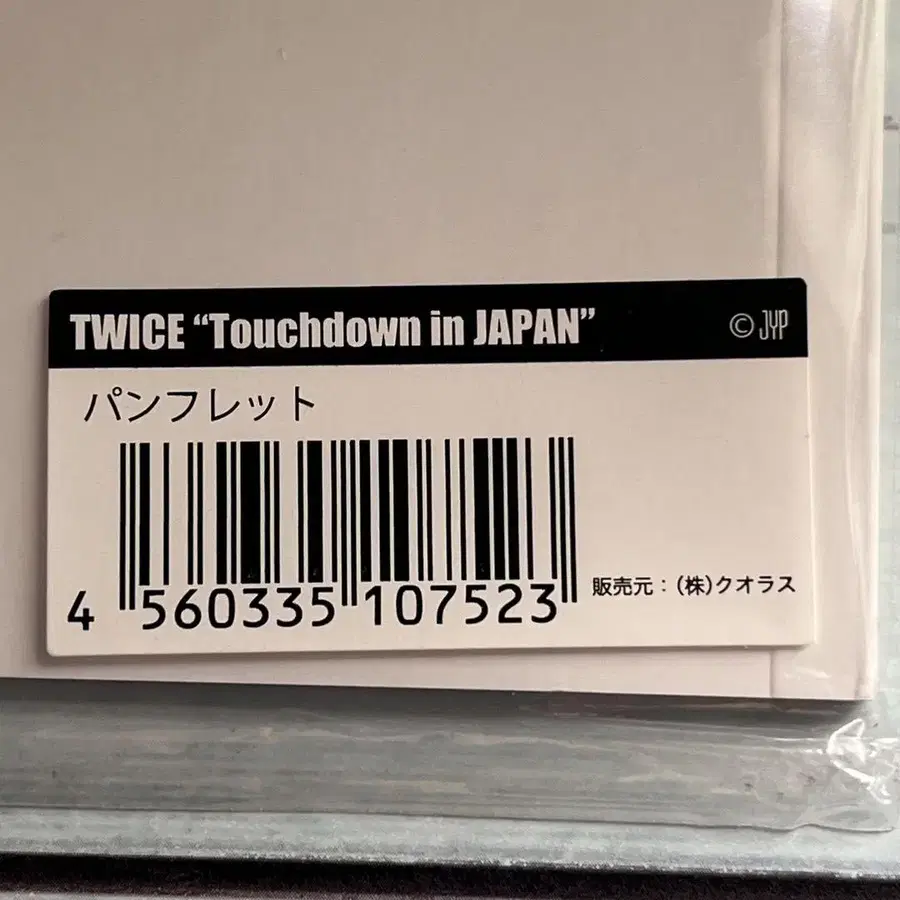 TWICE “Touchdown in JAPAN”
© JYP
パンフレット
4 560335 107523
販売元：(株)クオラス